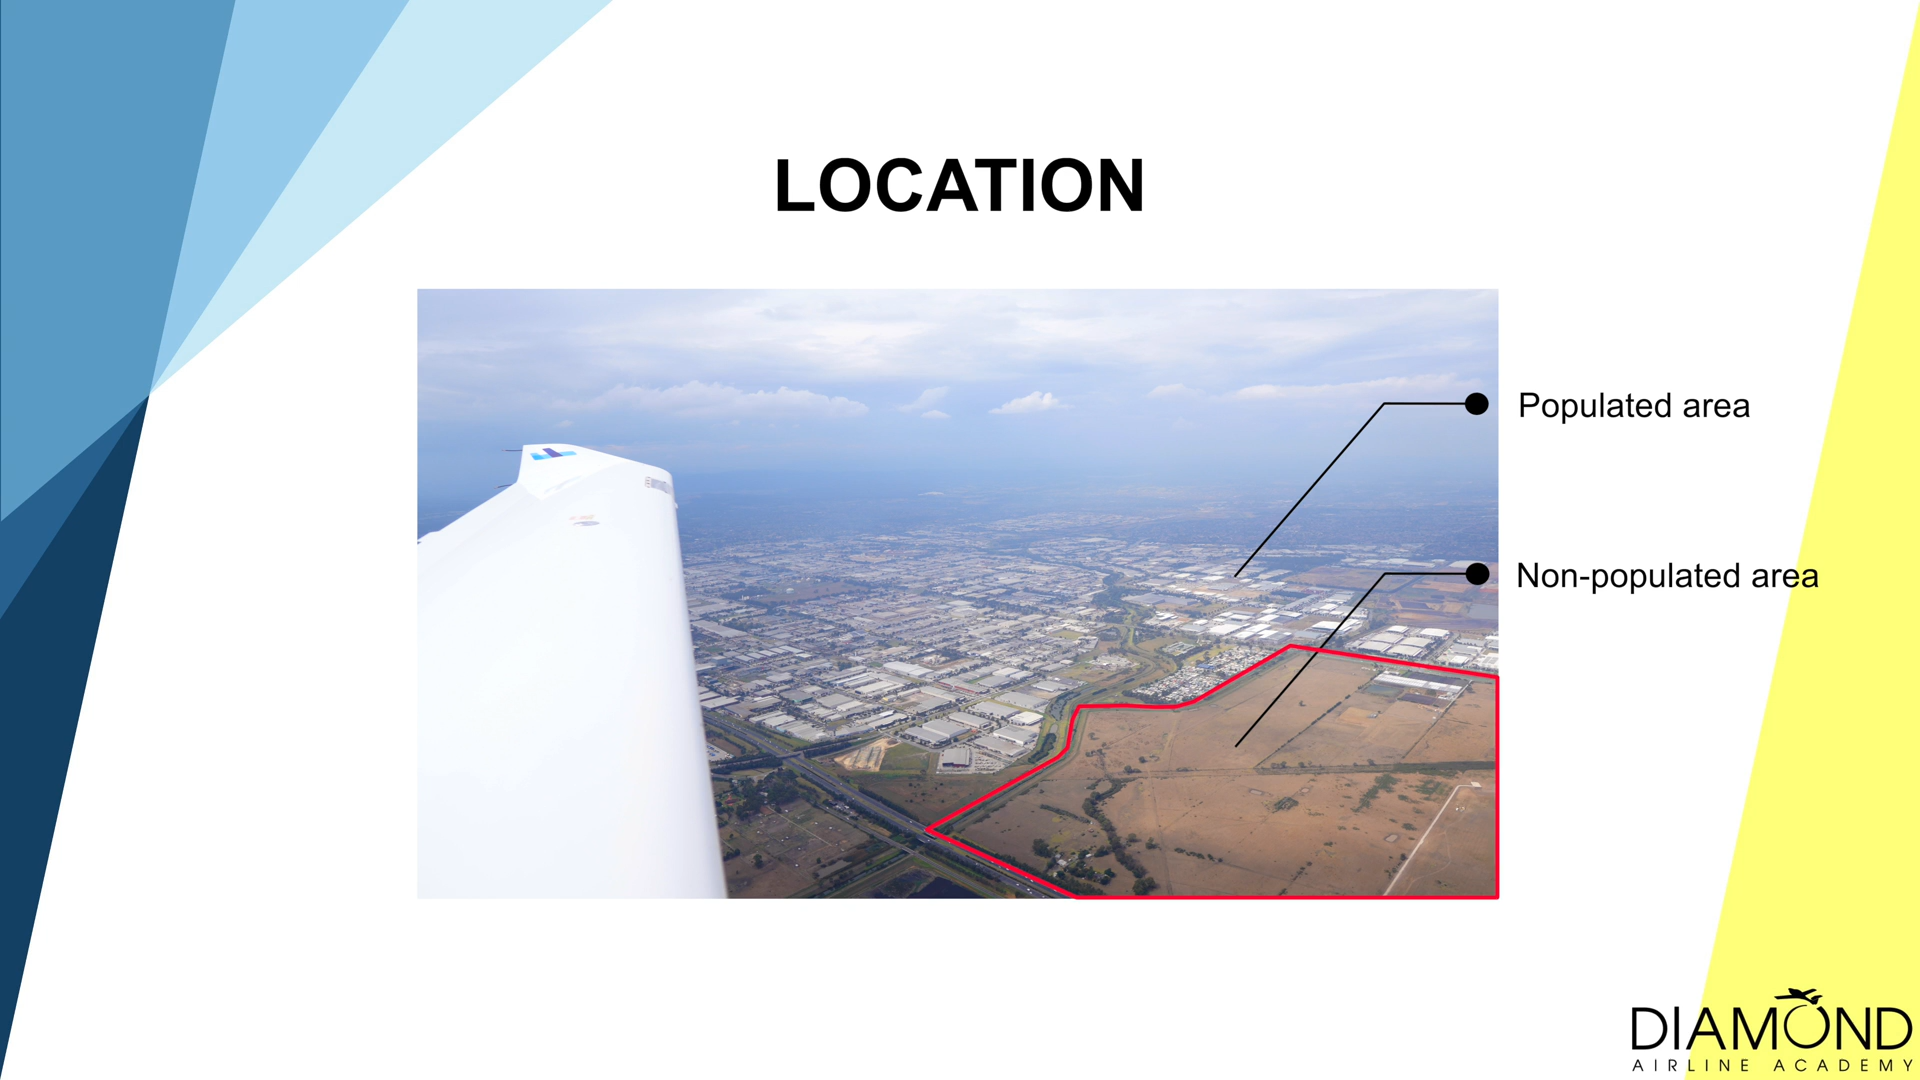 LOCATION
Populated area
Non-populated area
DIAMOND
AIRLINE ACADEMY